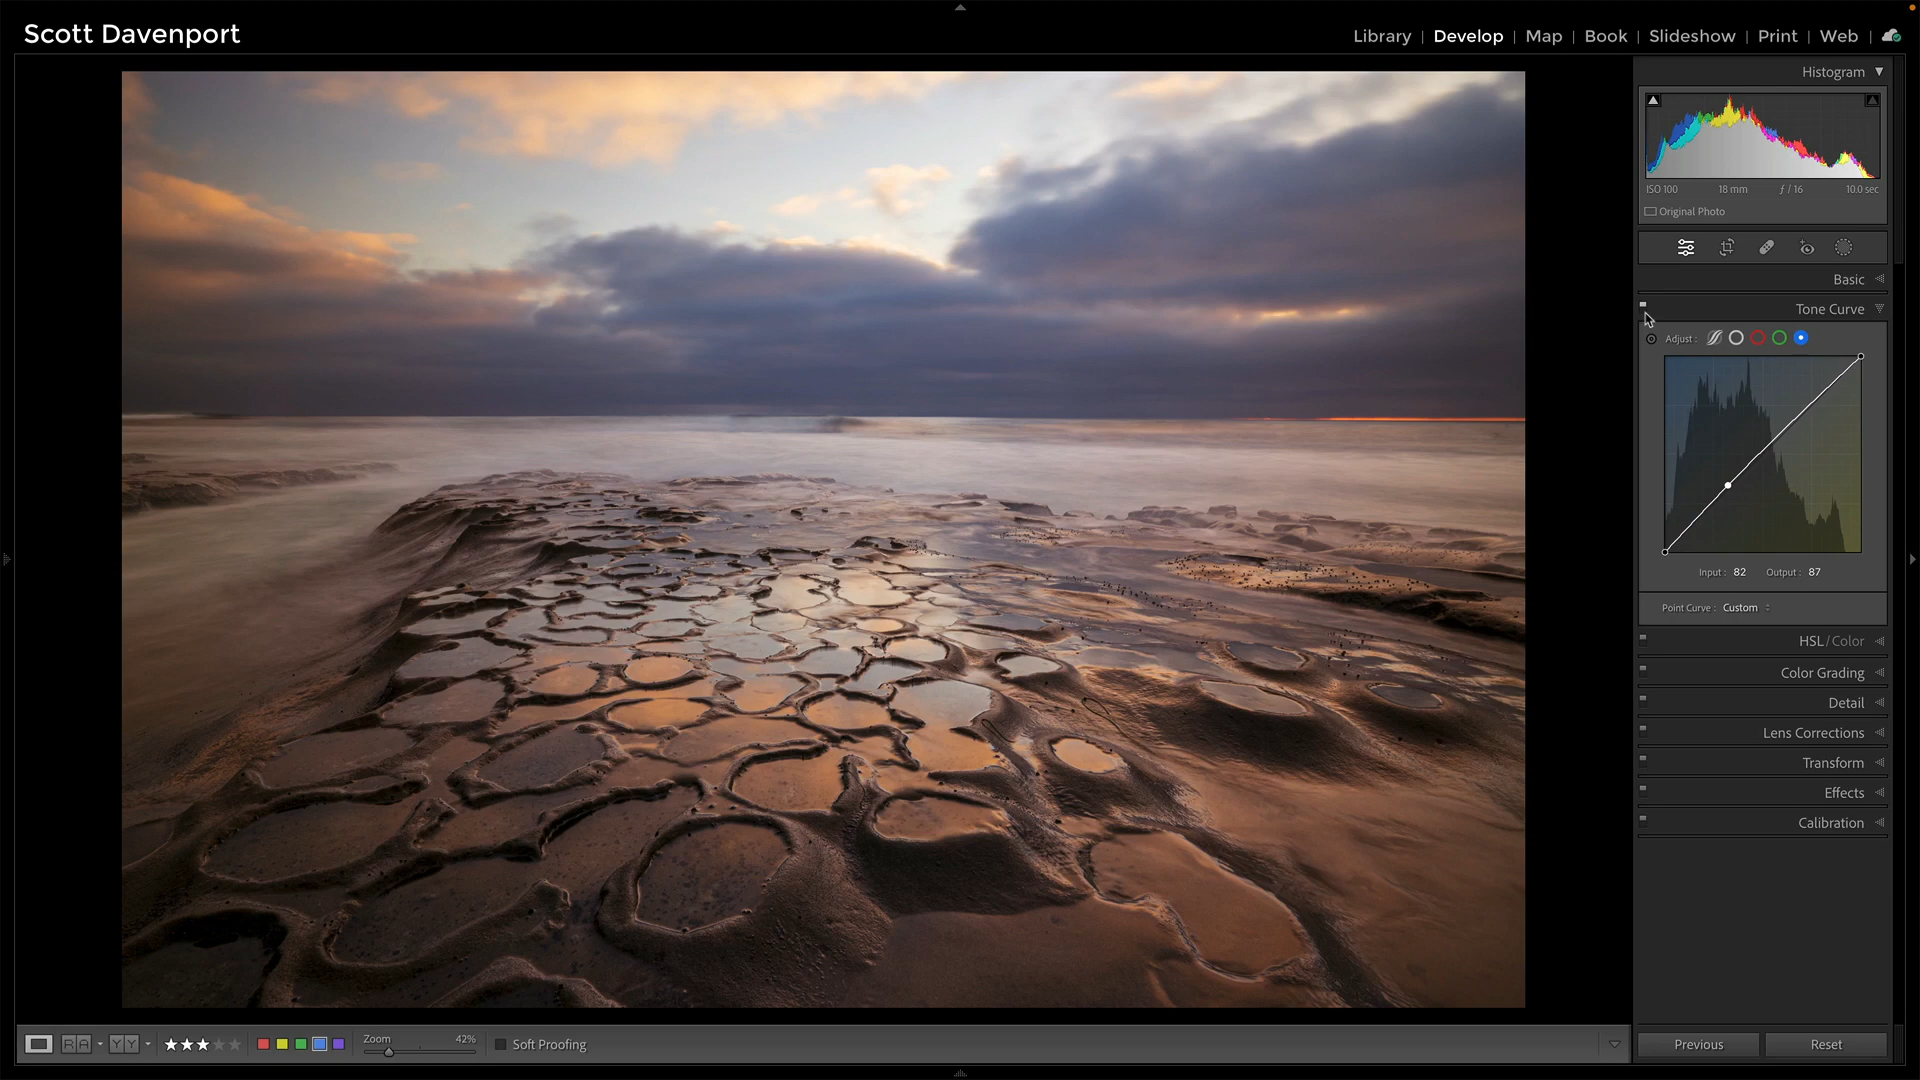 Scott Davenport
Library | Develop | Map | Book | Slideshow | Print | Web |
Histogram
ISO 100 18 mm ƒ / 16 10.0 sec
Original Photo
Basic
Tone Curve
Adjust :
Input : 82 Output : 87
Point Curve : Custom
HSL / Color
Color Grading
Detail
Lens Corrections
Transform
Effects
Calibration
R A Y Y Zoom 42% Soft Proofing
Previous Reset